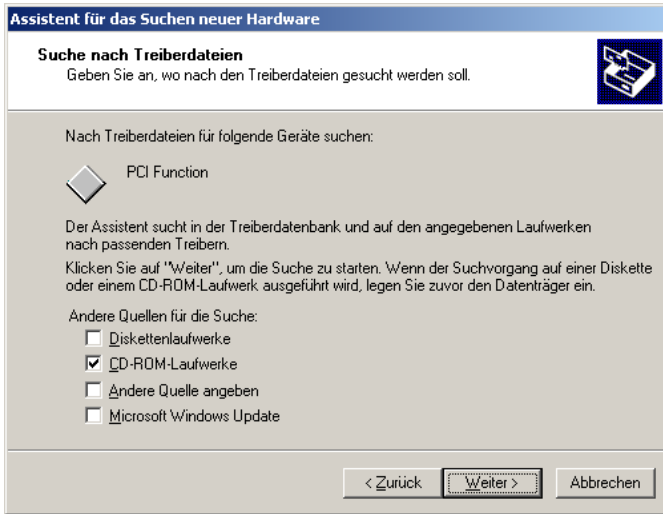 Assistent für das Suchen neuer Hardware
Suche nach Treiberdateien
Geben Sie an, wo nach den Treiberdateien gesucht werden soll.
Nach Treiberdateien für folgende Geräte suchen:
PCI Function
Der Assistent sucht in der Treiberdatenbank und auf den angegebenen Laufwerken
nach passenden Treibern.
Klicken Sie auf "Weiter", um die Suche zu starten. Wenn der Suchvorgang auf einer Diskette
oder einem CD-ROM-Laufwerk ausgeführt wird, legen Sie zuvor den Datenträger ein.
Andere Quellen für die Suche:
Diskettenlaufwerke
CD-ROM-Laufwerke
Andere Quelle angeben
Microsoft Windows Update
< Zurück Weiter > Abbrechen